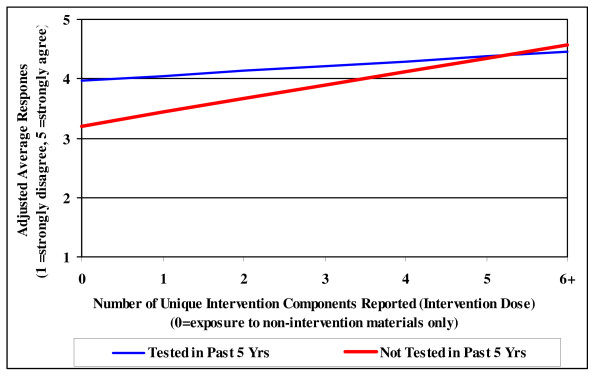 Adjusted Average Respones
(1 =strongly disagree, 5 =strongly agree)
5
4
3
2
1
0 1 2 3 4 5 6+
Number of Unique Intervention Components Reported (Intervention Dose)
(0=exposure to non-intervention materials only)
Tested in Past 5 Yrs Not Tested in Past 5 Yrs